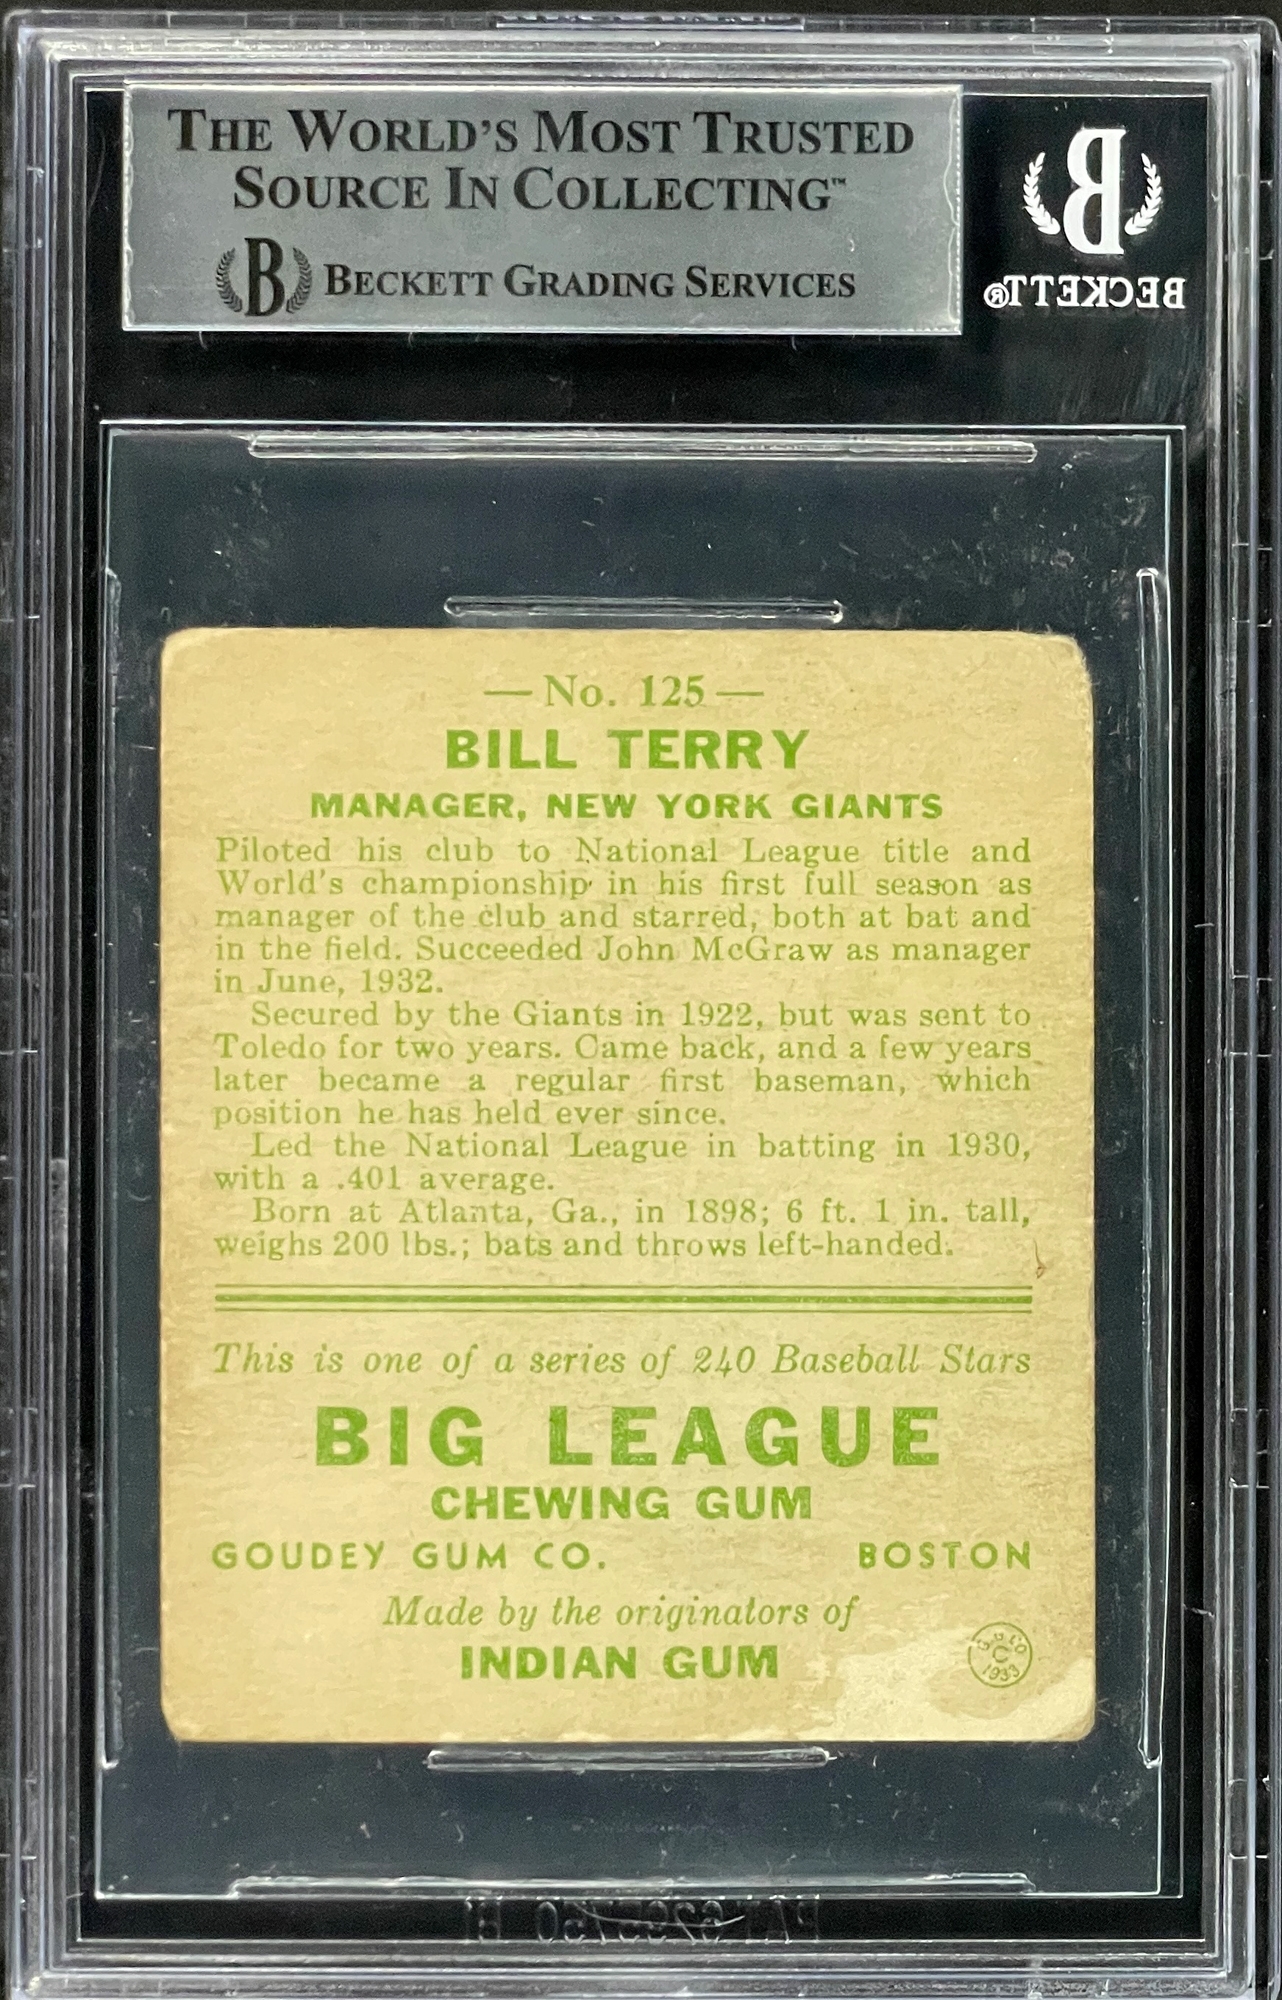 THE WORLD'S MOST TRUSTED
SOURCE IN COLLECTING™
B BECKETT GRADING SERVICES
B
BECKETT®
— No. 125 —
BILL TERRY
MANAGER, NEW YORK GIANTS
Piloted his club to National League title and
World's championship in his first full season as
manager of the club and starred, both at bat and
in the field. Succeeded John McGraw as manager
in June, 1932.
Secured by the Giants in 1922, but was sent to
Toledo for two years. Came back, and a few years
later became a regular first baseman, which
position he has held ever since.
Led the National League in batting in 1930,
with a .401 average.
Born at Atlanta, Ga., in 1898; 6 ft. 1 in. tall,
weighs 200 lbs.; bats and throws left-handed.
This is one of a series of 240 Baseball Stars
BIG LEAGUE
CHEWING GUM
GOUDEY GUM CO. BOSTON
Made by the originators of
INDIAN GUM
G. G. CO.
C
1933